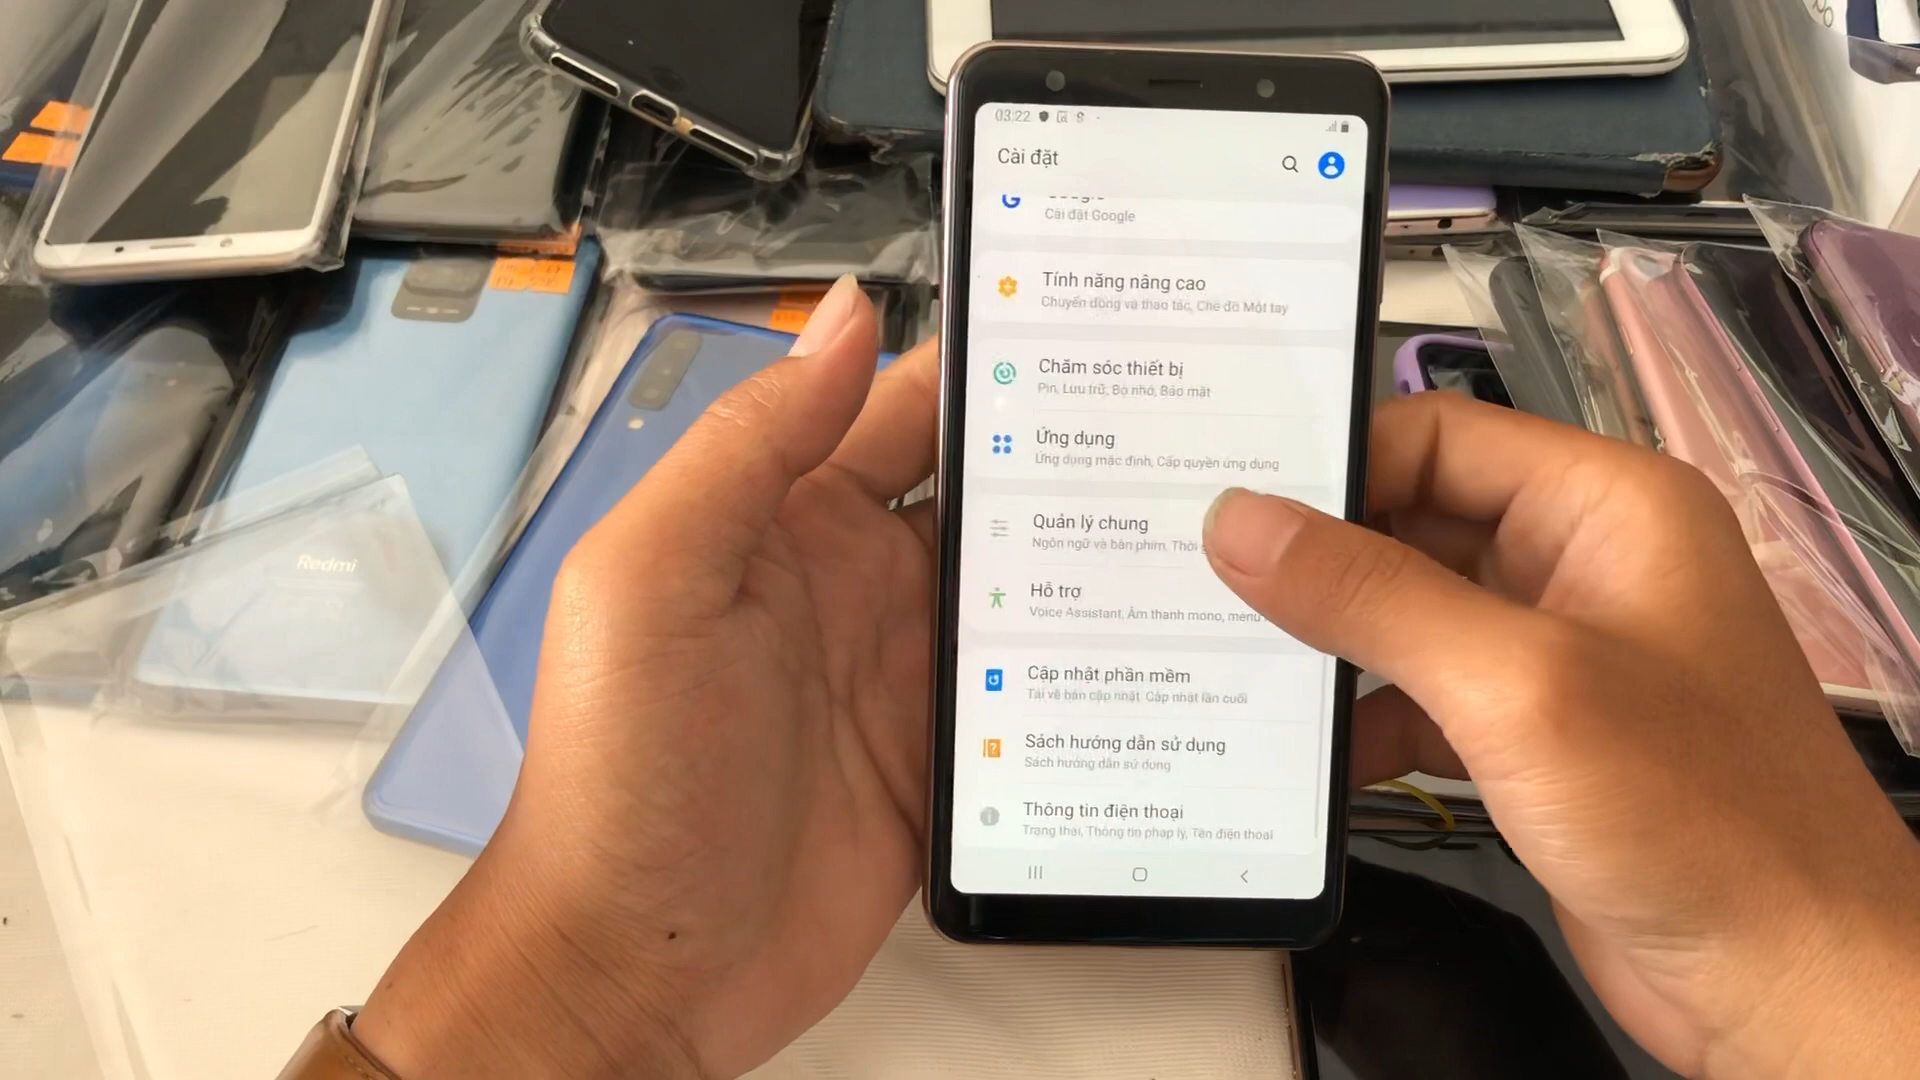 03:22
Cài đặt
Google
Cài đặt Google
Tính năng nâng cao
Chuyển động và thao tác, Chế độ Một tay
Chăm sóc thiết bị
Pin, Lưu trữ, Bộ nhớ, Bảo mật
Ứng dụng
Ứng dụng mặc định, Cấp quyền ứng dụng
Quản lý chung
Ngôn ngữ và bàn phím, Thời
Hỗ trợ
Voice Assistant, Âm thanh mono, menu
Cập nhật phần mềm
Tải về bản cập nhật, Cập nhật lần cuối
Sách hướng dẫn sử dụng
Sách hướng dẫn sử dụng
Thông tin điện thoại
Trạng thái, Thông tin pháp lý, Tên điện thoại
Redmi